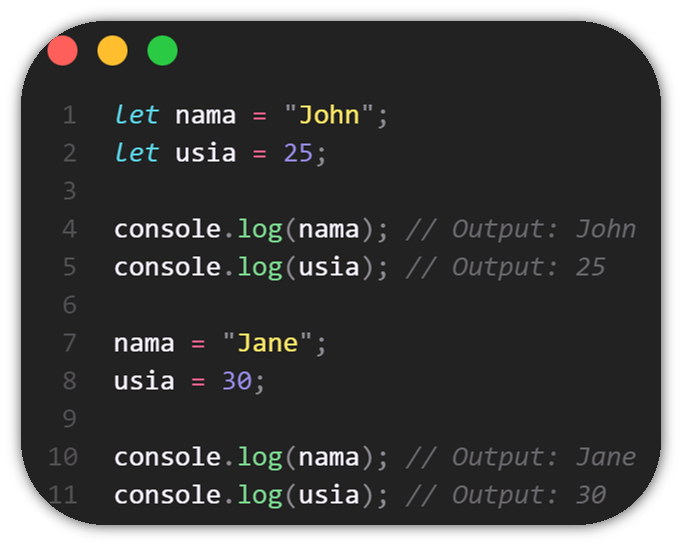 1 let nama = "John";
2 let usia = 25;
3
4 console.log(nama); // Output: John
5 console.log(usia); // Output: 25
6
7 nama = "Jane";
8 usia = 30;
9
10 console.log(nama); // Output: Jane
11 console.log(usia); // Output: 30